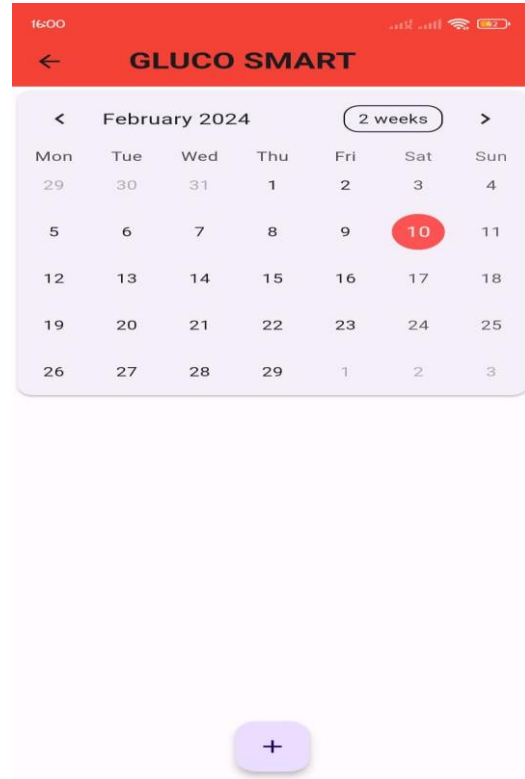 16:00 62
← GLUCO SMART
< February 2024 2 weeks >
Mon Tue Wed Thu Fri Sat Sun
29 30 31 1 2 3 4
5 6 7 8 9 10 11
12 13 14 15 16 17 18
19 20 21 22 23 24 25
26 27 28 29 1 2 3
+